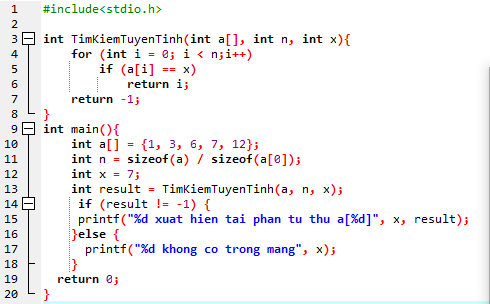 1 #include<stdio.h>
2
3 int TimKiemTuyenTinh(int a[], int n, int x){
4 for (int i = 0; i < n;i++)
5 if (a[i] == x)
6 return i;
7 return -1;
8 }
9 int main(){
10 int a[] = {1, 3, 6, 7, 12};
11 int n = sizeof(a) / sizeof(a[0]);
12 int x = 7;
13 int result = TimKiemTuyenTinh(a, n, x);
14 if (result != -1) {
15 printf("%d xuat hien tai phan tu thu a[%d]", x, result);
16 }else {
17 printf("%d khong co trong mang", x);
18 }
19 return 0;
20 }